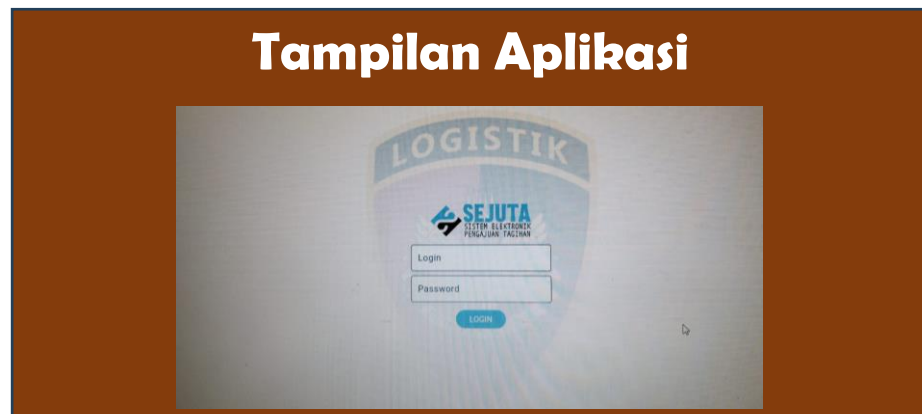 Tampilan Aplikasi
LOGISTIK
SEJUTA
SISTEM ELEKTRONIK
PENGAJUAN TAGIHAN
Login
Password
LOGIN